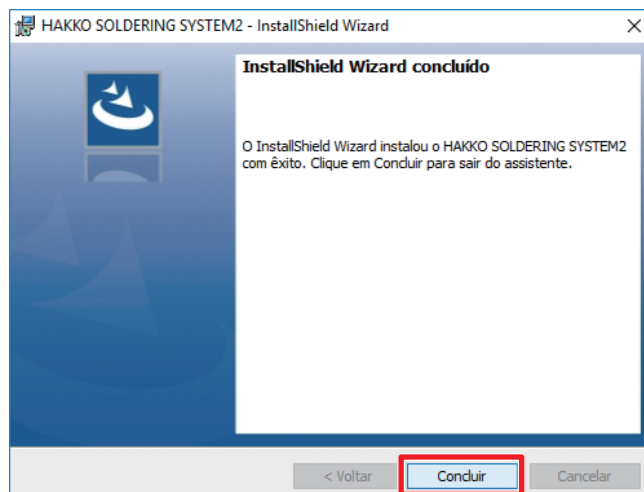 HAKKO SOLDERING SYSTEM2 - InstallShield Wizard
InstallShield Wizard concluído
O InstallShield Wizard instalou o HAKKO SOLDERING SYSTEM2
com êxito. Clique em Concluir para sair do assistente.
< Voltar
Concluir
Cancelar